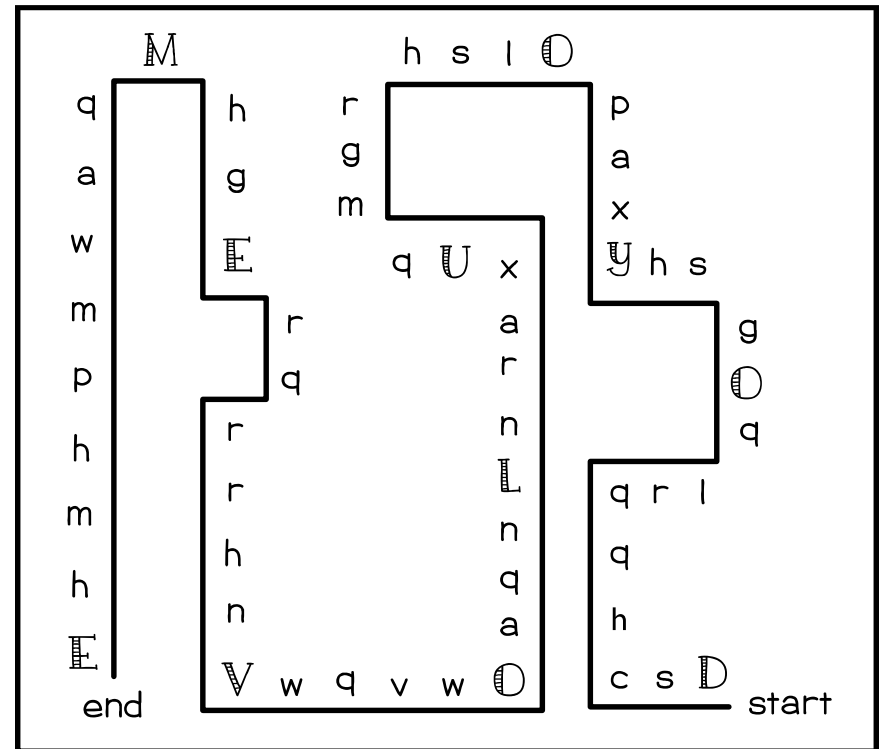 M h s l O
q h r p
g a
a g
m x
w E q U x y h s
m r a g
r
p q O
r n q
h
L
r q r l
m n
h q
h q
n h a
E
V w q v w O c s D
end start